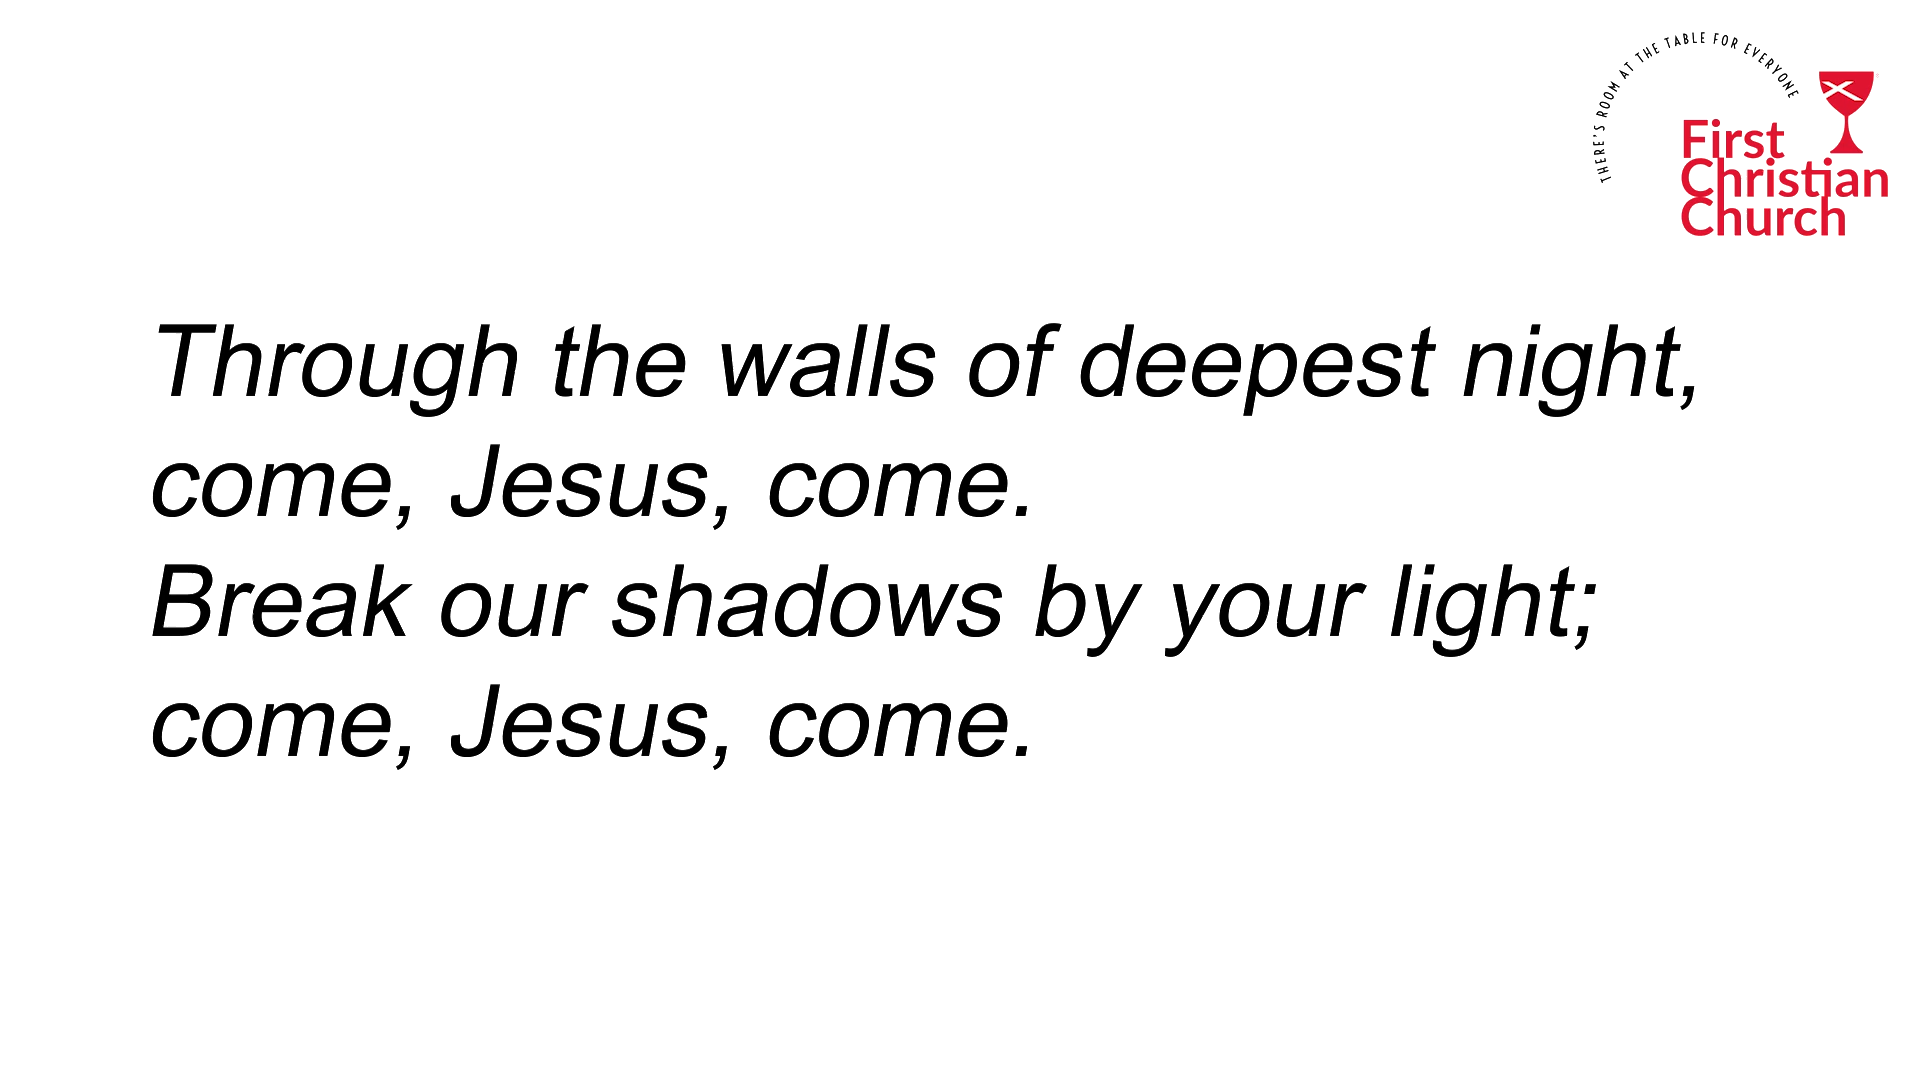 THERE'S ROOM AT THE TABLE FOR EVERYONE
First
Christian
Church
Through the walls of deepest night,
come, Jesus, come.
Break our shadows by your light;
come, Jesus, come.